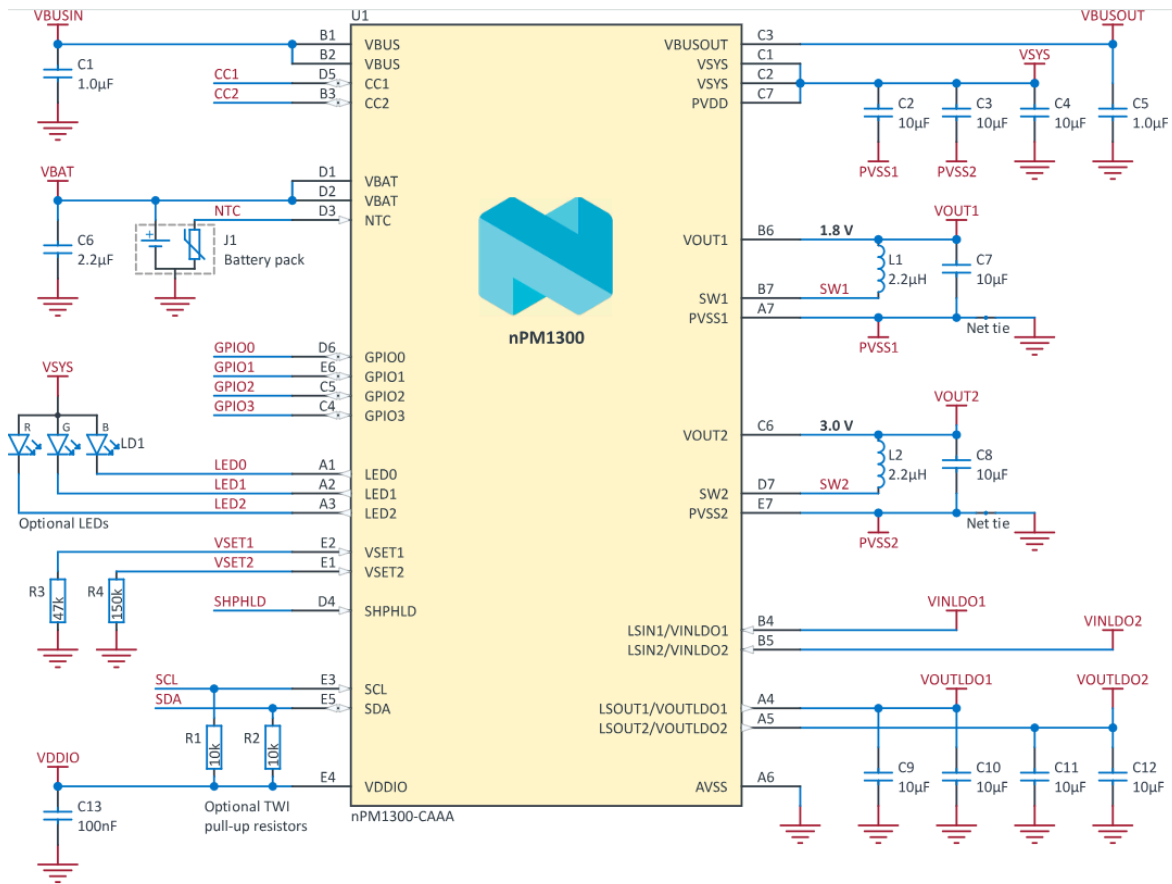 U1
VBUSIN
VBUSOUT
B1
VBUS
VBUSOUT
C3
B2
VBUS
VSYS
C1
VSYS
C1
1.0µF
CC1
D5
CC1
VSYS
C2
CC2
B3
CC2
PVDD
C7
C2
10µF
C3
10µF
C4
10µF
C5
1.0µF
PVSS1
PVSS2
VBAT
D1
VBAT
D2
VBAT
NTC
D3
NTC
VOUT1
C6
2.2µF
J1
Battery pack
VOUT1
B6
1.8 V
L1
2.2µH
C7
10µF
SW1
B7
SW1
PVSS1
A7
Net tie
PVSS1
nPM1300
GPIO0
D6
GPIO0
GPIO1
E6
GPIO1
GPIO2
C5
GPIO2
GPIO3
C4
GPIO3
VSYS
VOUT2
R
G
B
LD1
VOUT2
C6
3.0 V
L2
2.2µH
C8
10µF
LED0
A1
LED0
LED1
A2
LED1
SW2
D7
SW2
LED2
A3
LED2
PVSS2
E7
Optional LEDs
Net tie
PVSS2
VSET1
E2
VSET1
VSET2
E1
VSET2
R3
47k
R4
150k
SHPHLD
D4
SHPHLD
VINLDO1
LSIN1/VINLDO1
B4
VINLDO2
LSIN2/VINLDO2
B5
SCL
E3
SCL
VOUTLDO1
VOUTLDO2
SDA
E5
SDA
LSOUT1/VOUTLDO1
A4
LSOUT2/VOUTLDO2
A5
R1
10k
R2
10k
VDDIO
E4
VDDIO
AVSS
A6
C9
10µF
C10
10µF
C11
10µF
C12
10µF
C13
100nF
Optional TWI
pull-up resistors
nPM1300-CAAA